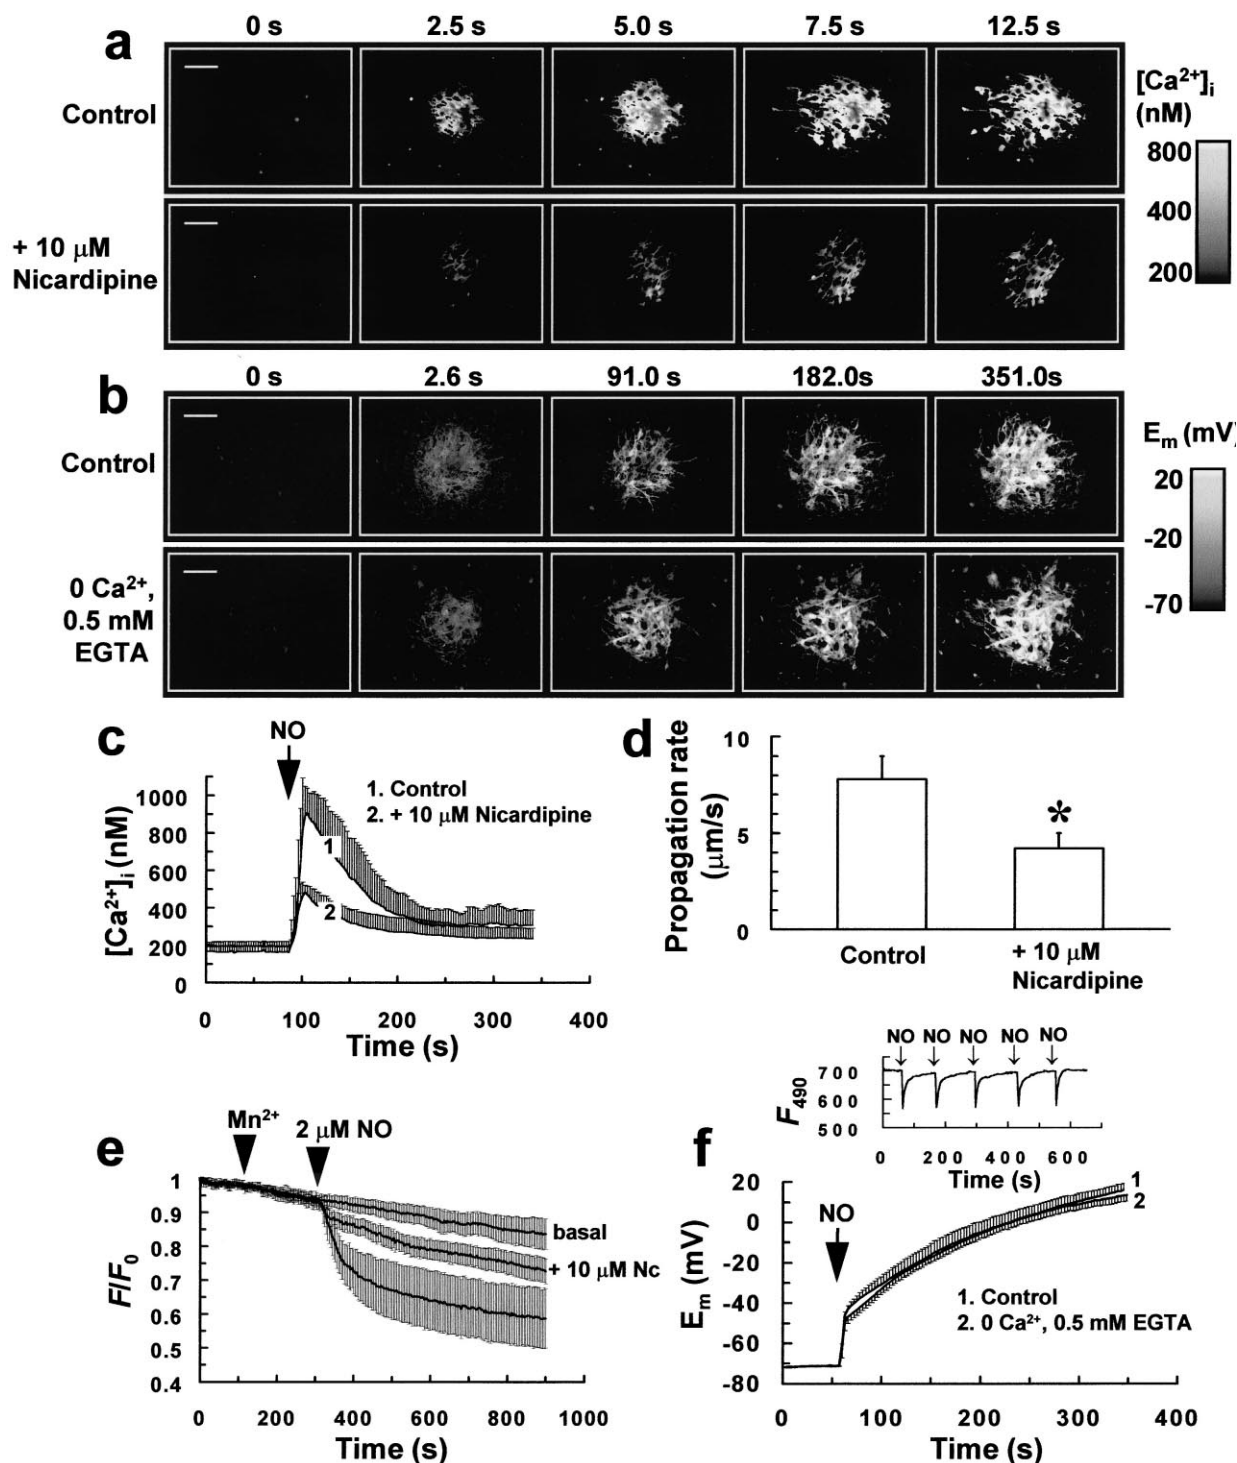 a
0 s 2.5 s 5.0 s 7.5 s 12.5 s
Control
[Ca²⁺]i
(nM)
800
400
200
+ 10 μM
Nicardipine
b
0 s 2.6 s 91.0 s 182.0s 351.0s
Control
Em (mV)
20
-20
-70
0 Ca²⁺,
0.5 mM
EGTA
c
NO
1. Control
2. + 10 μM Nicardipine
[Ca²⁺]i (nM)
1000
800
600
400
200
0
1
2
0 100 200 300 400
Time (s)
d
Propagation rate
(μm/s)
10
5
0
*
Control
+ 10 μM
Nicardipine
e
Mn²⁺
2 μM NO
F/F0
1
0.9
0.8
0.7
0.6
0.5
0.4
basal
+ 10 μM Nc
0 200 400 600 800 1000
Time (s)
f
NO NO NO NO NO
F490
700
600
500
0 200 400 600
Time (s)
Em (mV)
20
0
-20
-40
-60
-80
NO
1
2
1. Control
2. 0 Ca²⁺, 0.5 mM EGTA
0 100 200 300 400
Time (s)